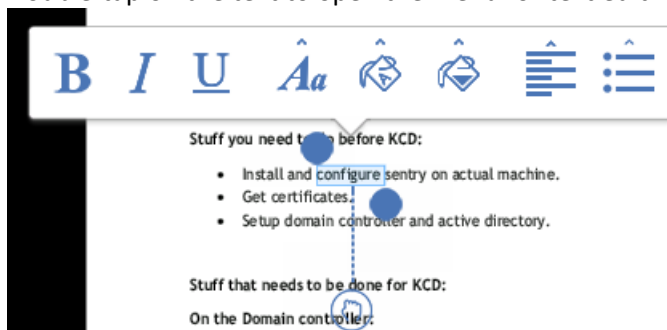 B I U Aa
Stuff you need to before KCD:
• Install and configure sentry on actual machine.
• Get certificates.
• Setup domain controller and active directory.
Stuff that needs to be done for KCD:
On the Domain controller: